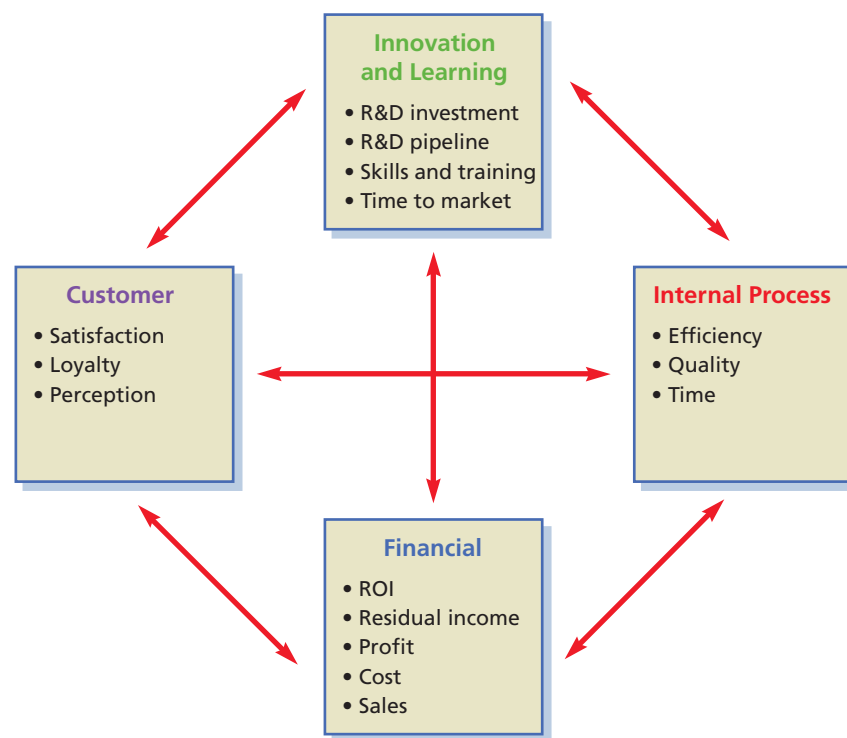 Innovation
and Learning
• R&D investment
• R&D pipeline
• Skills and training
• Time to market
Customer
• Satisfaction
• Loyalty
• Perception
Internal Process
• Efficiency
• Quality
• Time
Financial
• ROI
• Residual income
• Profit
• Cost
• Sales